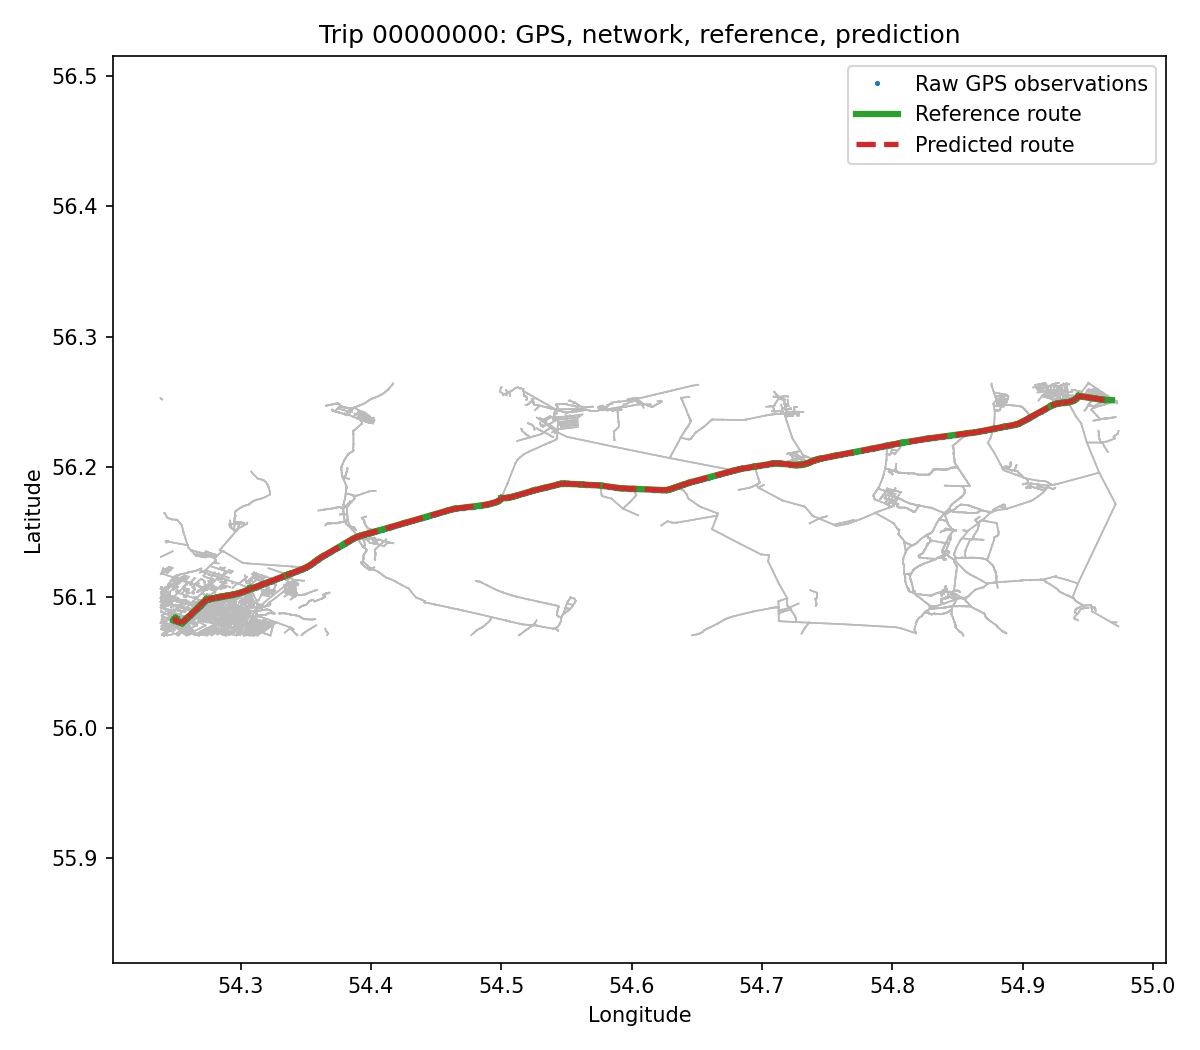 Trip 00000000: GPS, network, reference, prediction
Raw GPS observations
Reference route
Predicted route
56.5
56.4
56.3
56.2
56.1
56.0
55.9
Latitude
54.3 54.4 54.5 54.6 54.7 54.8 54.9 55.0
Longitude